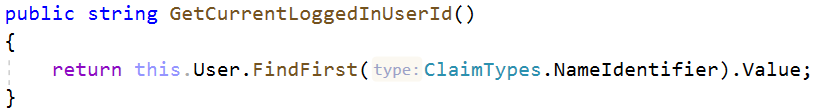 public string GetCurrentLoggedInUserId()
{
    return this.User.FindFirst(type:ClaimTypes.NameIdentifier).Value;
}